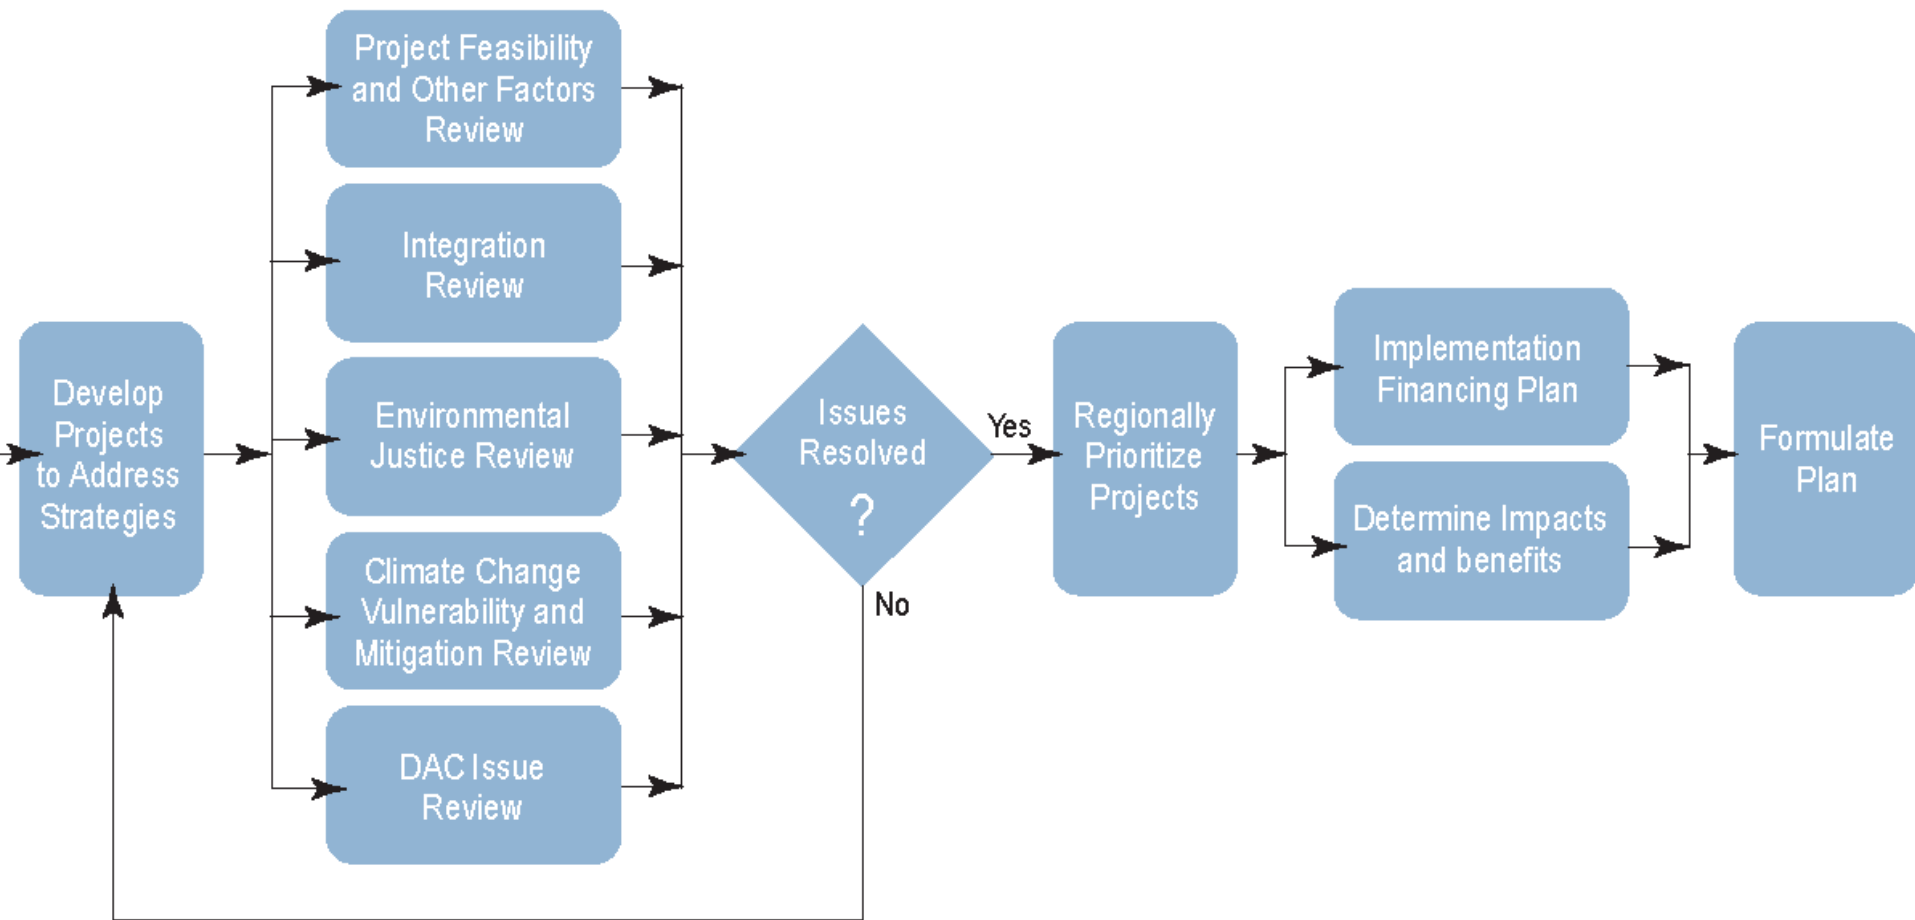 Project Feasibility
and Other Factors
Review
Integration
Review
Develop
Projects
to Address
Strategies
Environmental
Justice Review
Climate Change
Vulnerability and
Mitigation Review
DAC Issue
Review
Issues
Resolved
?
Yes
No
Regionally
Prioritize
Projects
Implementation
Financing Plan
Determine Impacts
and benefits
Formulate
Plan